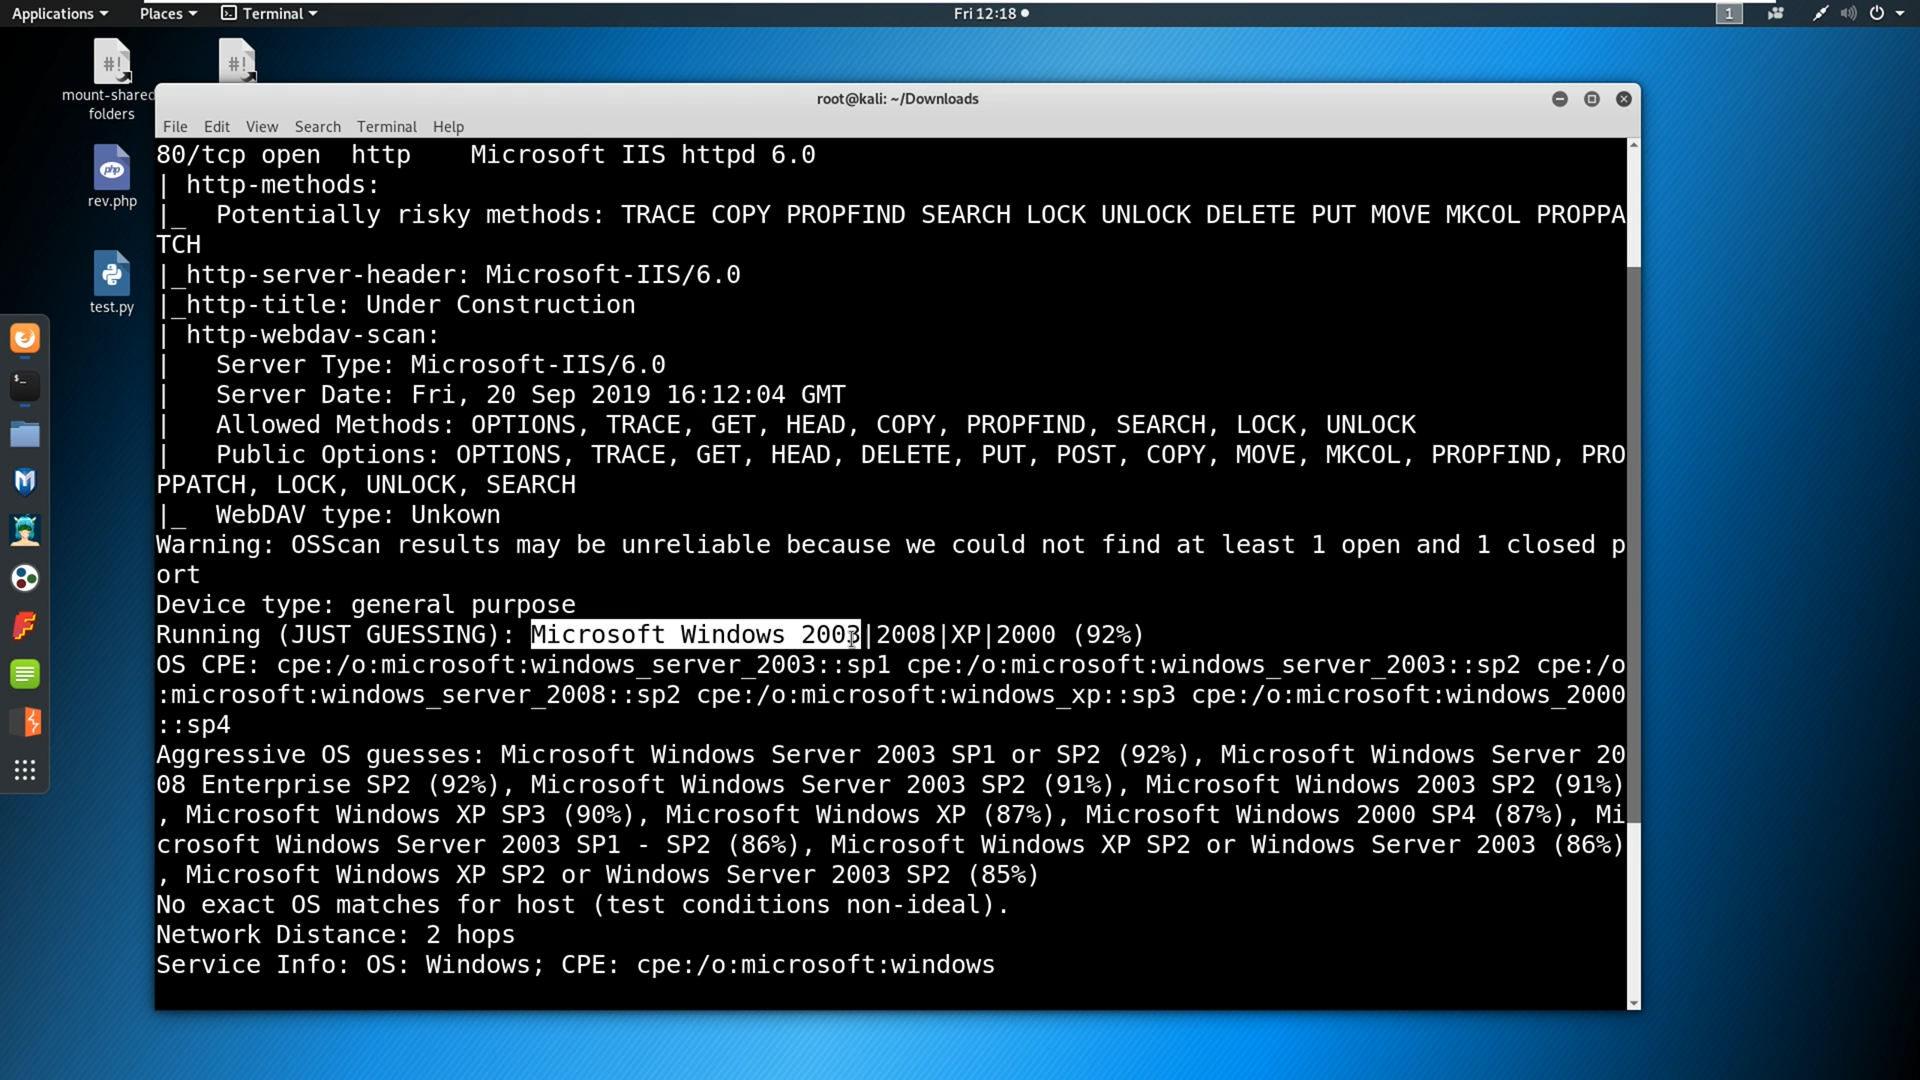 Applications Places Terminal Fri 12:18 1
mount-shared
folders
rev.php
test.py
root@kali: ~/Downloads
File Edit View Search Terminal Help
80/tcp open  http    Microsoft IIS httpd 6.0
| http-methods:
|_  Potentially risky methods: TRACE COPY PROPFIND SEARCH LOCK UNLOCK DELETE PUT MOVE MKCOL PROPPA
TCH
|_http-server-header: Microsoft-IIS/6.0
|_http-title: Under Construction
| http-webdav-scan:
|   Server Type: Microsoft-IIS/6.0
|   Server Date: Fri, 20 Sep 2019 16:12:04 GMT
|   Allowed Methods: OPTIONS, TRACE, GET, HEAD, COPY, PROPFIND, SEARCH, LOCK, UNLOCK
|   Public Options: OPTIONS, TRACE, GET, HEAD, DELETE, PUT, POST, COPY, MOVE, MKCOL, PROPFIND, PRO
PPATCH, LOCK, UNLOCK, SEARCH
|_  WebDAV type: Unkown
Warning: OSScan results may be unreliable because we could not find at least 1 open and 1 closed p
ort
Device type: general purpose
Running (JUST GUESSING): Microsoft Windows 2003|2008|XP|2000 (92%)
OS CPE: cpe:/o:microsoft:windows_server_2003::sp1 cpe:/o:microsoft:windows_server_2003::sp2 cpe:/o
:microsoft:windows_server_2008::sp2 cpe:/o:microsoft:windows_xp::sp3 cpe:/o:microsoft:windows_2000
::sp4
Aggressive OS guesses: Microsoft Windows Server 2003 SP1 or SP2 (92%), Microsoft Windows Server 20
08 Enterprise SP2 (92%), Microsoft Windows Server 2003 SP2 (91%), Microsoft Windows 2003 SP2 (91%)
, Microsoft Windows XP SP3 (90%), Microsoft Windows XP (87%), Microsoft Windows 2000 SP4 (87%), Mi
crosoft Windows Server 2003 SP1 - SP2 (86%), Microsoft Windows XP SP2 or Windows Server 2003 (86%)
, Microsoft Windows XP SP2 or Windows Server 2003 SP2 (85%)
No exact OS matches for host (test conditions non-ideal).
Network Distance: 2 hops
Service Info: OS: Windows; CPE: cpe:/o:microsoft:windows